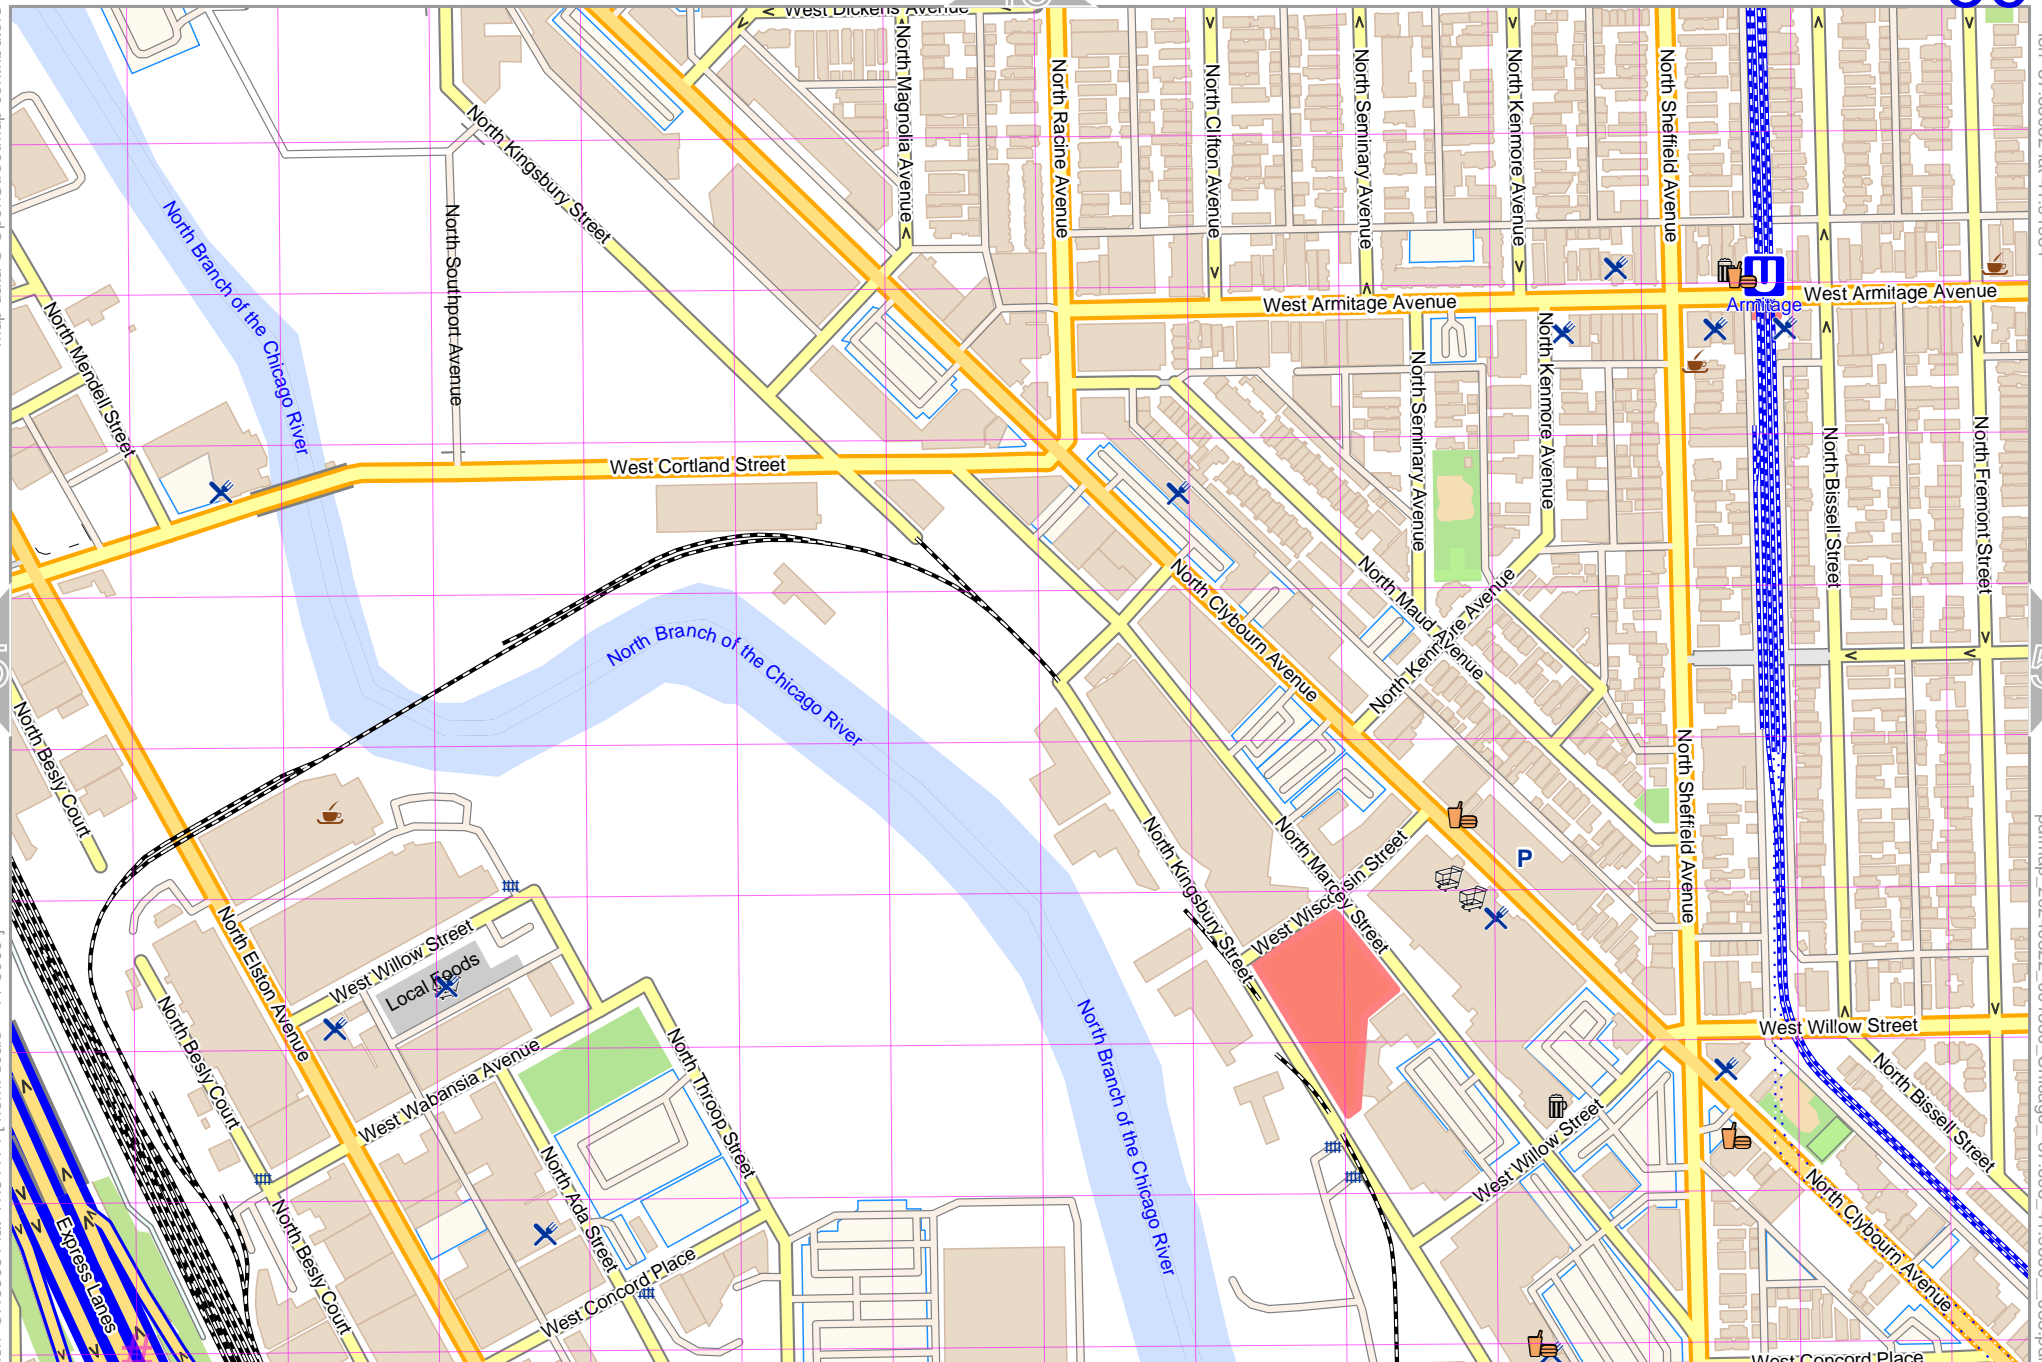 West Dickens Avenue
North Magnolia Avenue
North Racine Avenue
North Clifton Avenue
North Seminary Avenue
North Kenmore Avenue
North Sheffield Avenue
North Kingsbury Street
North Southport Avenue
North Branch of the Chicago River
North Mendell Street
West Armitage Avenue
U
West Armitage Avenue
Armitage
North Seminary Avenue
North Kenmore Avenue
North Bissell Street
North Fremont Street
West Cortland Street
North Clybourn Avenue
North Maud Avenue
North Kenmore Avenue
North Branch of the Chicago River
North Besly Court
North Sheffield Avenue
North Kingsbury Street
North Marcey Street
West Wisconsin Street
P
North Elston Avenue
West Willow Street
Local Foods
North Besly Court
West Wabansia Avenue
North Throop Street
North Branch of the Chicago River
West Willow Street
North Bissell Street
West Willow Street
North Clybourn Avenue
North Ada Street
North Besly Court
Express Lanes
West Concord Place
West Concord Place